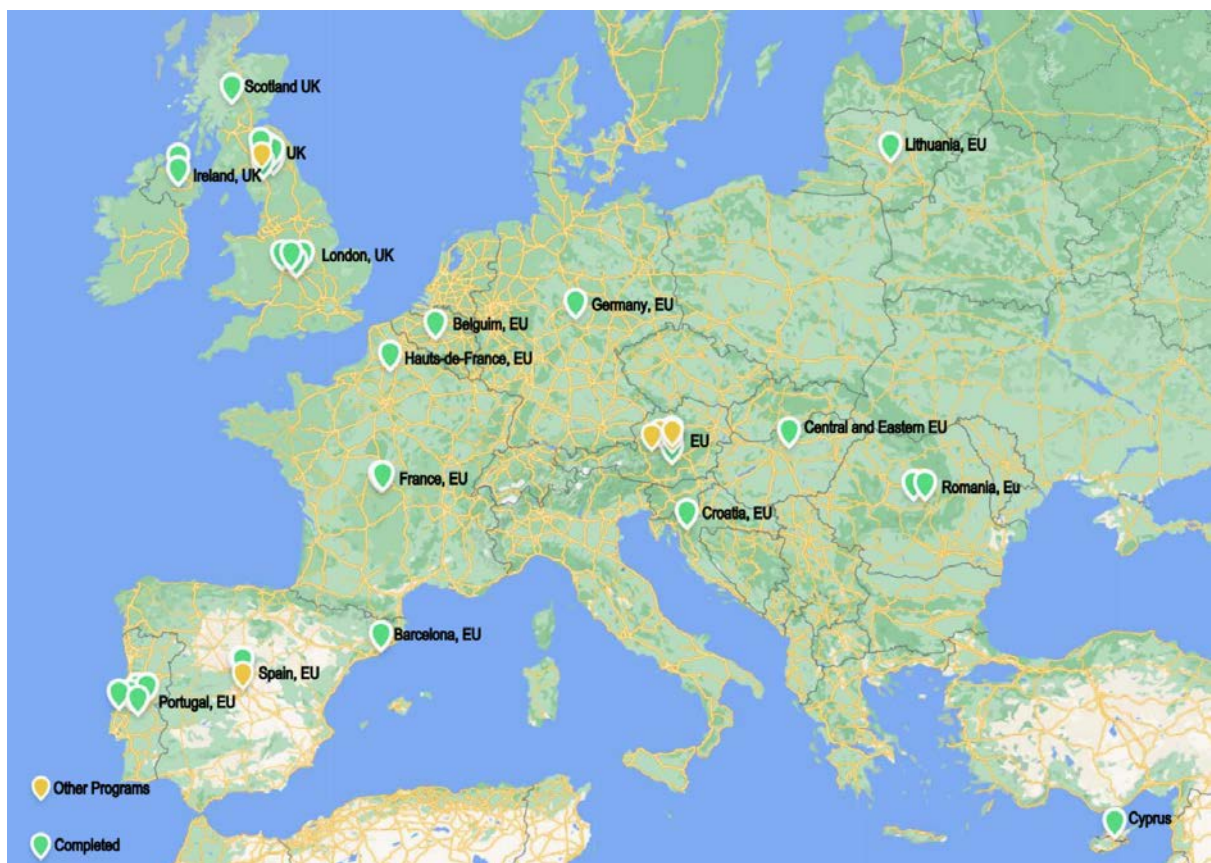 Scotland UK
UK
Lithuania, EU
Ireland, UK
London, UK
Germany, EU
Belguim, EU
Hauts-de-France, EU
Central and Eastern EU
EU
France, EU
Romania, Eu
Croatia, EU
Barcelona, EU
Spain, EU
Portugal, EU
Other Programs
Cyprus
Completed